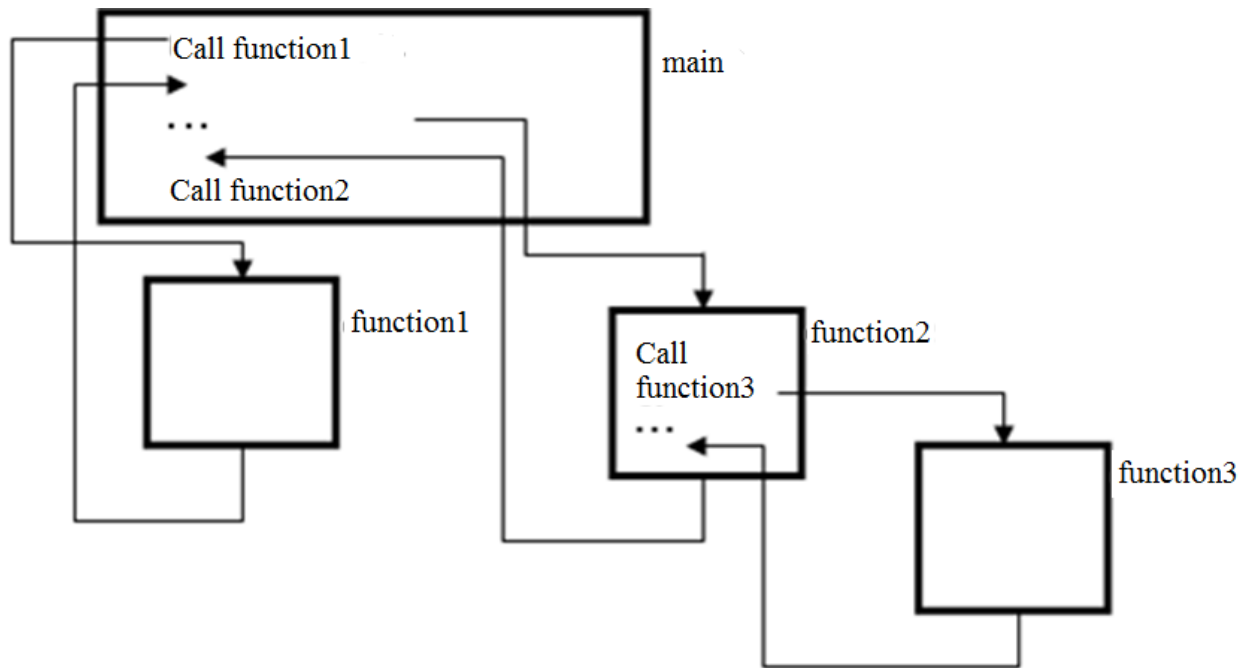 Call function1
main
...
Call function2
function1
function2
Call
function3
...
function3